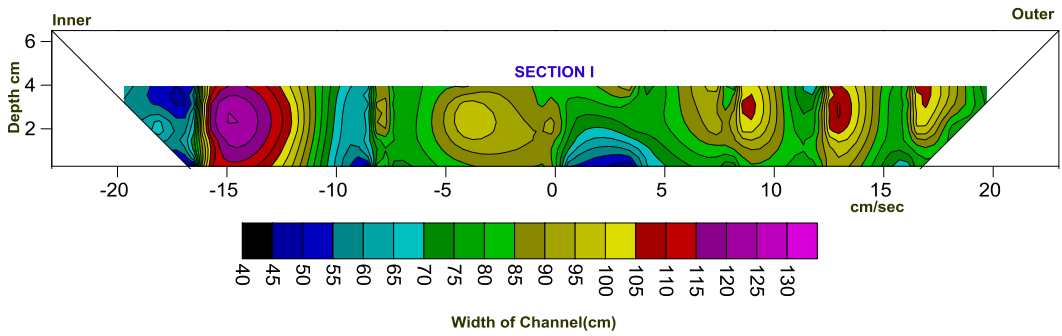 Inner
Outer
6
SECTION I
4
Depth cm
2
-20 -15 -10 -5 0 5 10 15 20
cm/sec
40 45 50 55 60 65 70 75 80 85 90 95 100 105 110 115 120 125 130
Width of Channel(cm)